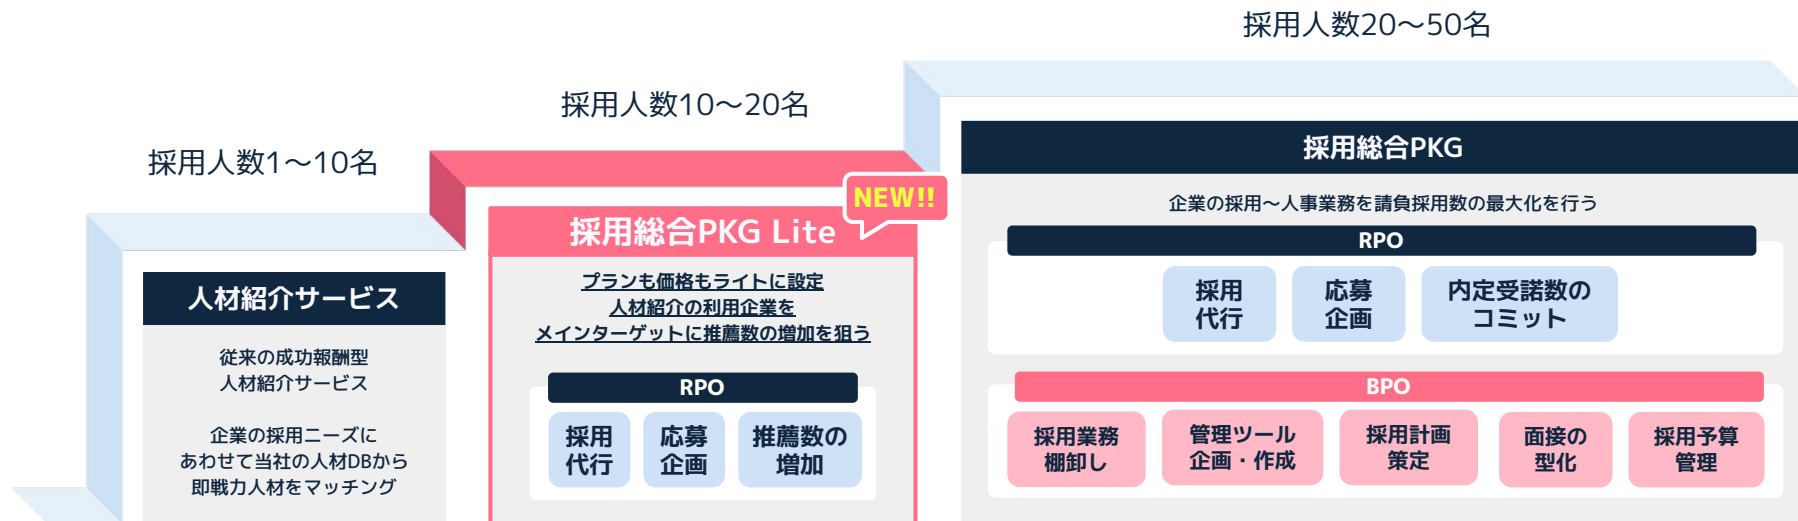 採用人数1〜10名
人材紹介サービス
従来の成功報酬型
人材紹介サービス
企業の採用ニーズに
あわせて当社の人材DBから
即戦力人材をマッチング
採用人数10〜20名
NEW!!
採用総合PKG Lite
プランも価格もライトに設定
人材紹介の利用企業を
メインターゲットに推薦数の増加を狙う
RPO
採用
代行
応募
企画
推薦数の
増加
採用人数20〜50名
採用総合PKG
企業の採用〜人事業務を請負採用数の最大化を行う
RPO
採用
代行
応募
企画
内定受諾数の
コミット
BPO
採用業務
棚卸し
管理ツール
企画・作成
採用計画
策定
面接の
型化
採用予算
管理